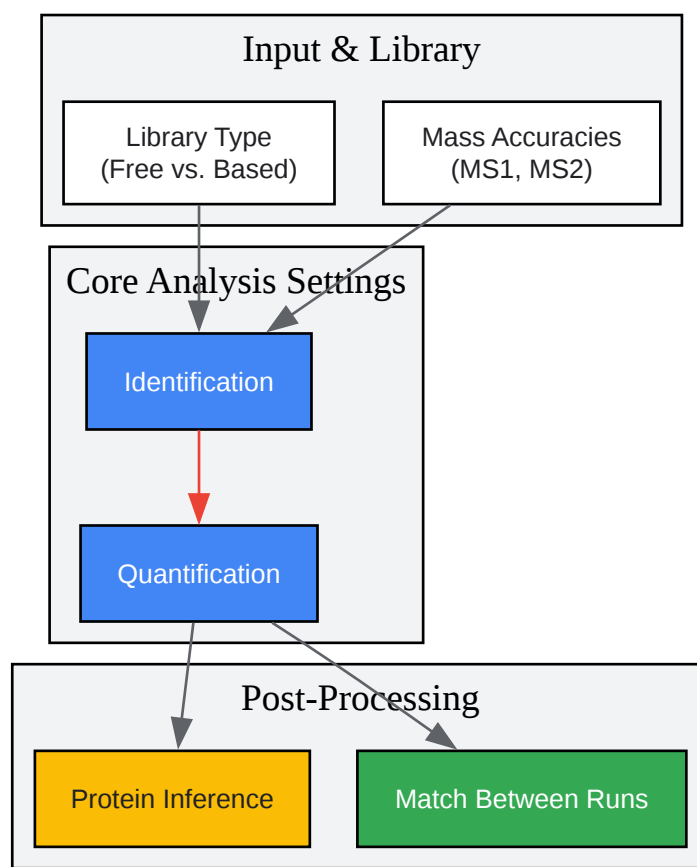 Input & Library
Library Type
(Free vs. Based)
Mass Accuracies
(MS1, MS2)
Core Analysis Settings
Identification
Quantification
Post-Processing
Protein Inference
Match Between Runs